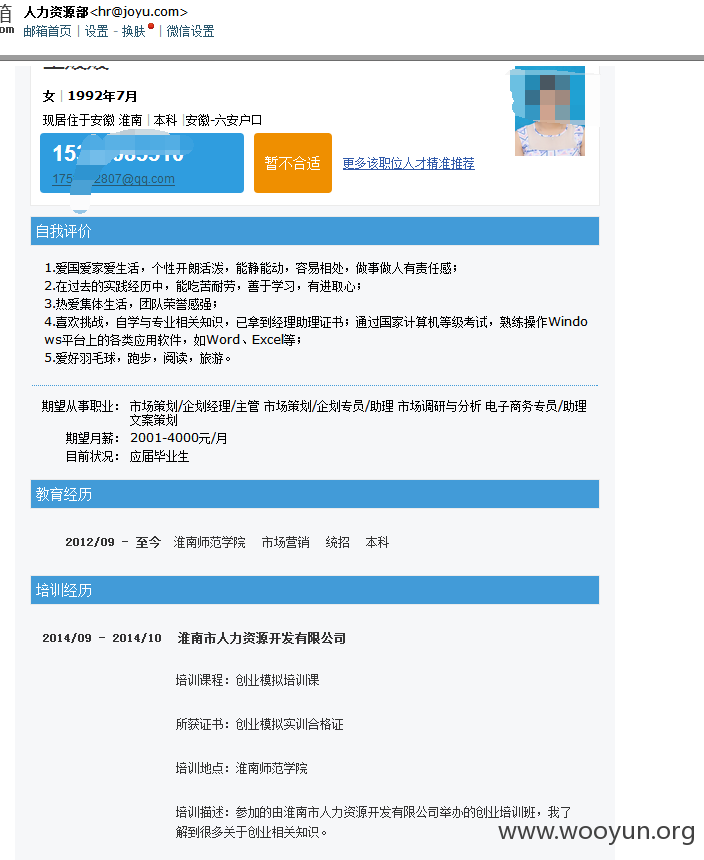 箱
om
人力资源部<hr@joyu.com>
邮箱首页 | 设置 - 换肤 | 微信设置
女 | 1992年7月
现居住于安徽 淮南 | 本科 |安徽-六安户口
暂不合适
更多该职位人才精准推荐
2807@qq.com
自我评价
1.爱国爱家爱生活，个性开朗活泼，能静能动，容易相处，做事做人有责任感；
2.在过去的实践经历中，能吃苦耐劳，善于学习，有进取心；
3.热爱集体生活，团队荣誉感强；
4.喜欢挑战，自学与专业相关知识，已拿到经理助理证书；通过国家计算机等级考试，熟练操作Windo
ws平台上的各类应用软件，如Word、Excel等；
5.爱好羽毛球，跑步，阅读，旅游。
期望从事职业： 市场策划/企划经理/主管 市场策划/企划专员/助理 市场调研与分析 电子商务专员/助理
文案策划
期望月薪： 2001-4000元/月
目前状况： 应届毕业生
教育经历
2012/09 - 至今 淮南师范学院 市场营销 统招 本科
培训经历
2014/09 - 2014/10 淮南市人力资源开发有限公司
培训课程：创业模拟培训课
所获证书：创业模拟实训合格证
培训地点：淮南师范学院
培训描述：参加的由淮南市人力资源开发有限公司举办的创业培训班，我了
解到很多关于创业相关知识。
www.wooyun.org